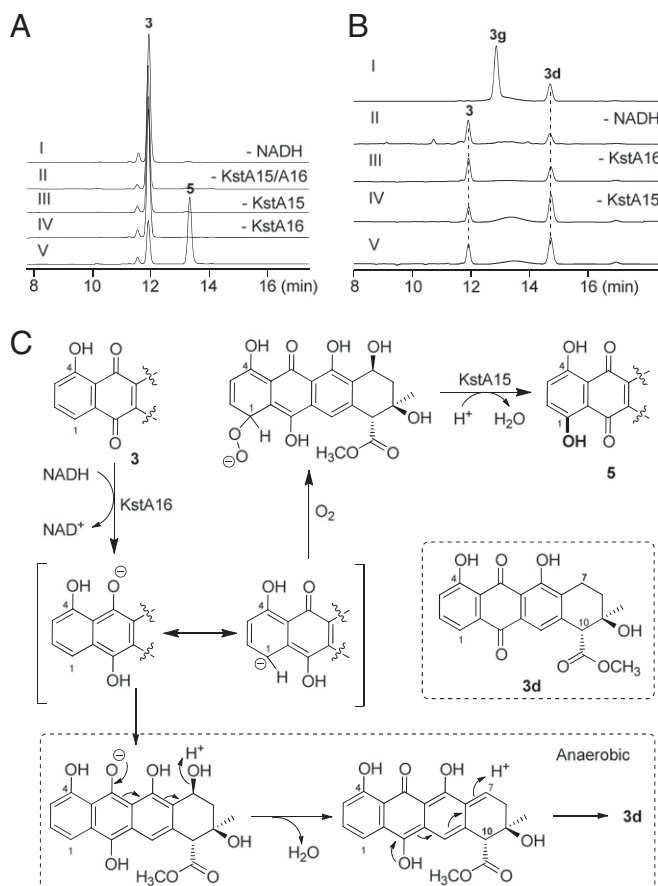 A
3
I
- NADH
II
- KstA15/A16
III
5
- KstA15
IV
- KstA16
V
8 10 12 14 16 (min)
B
3g
I
3d
3
II
- NADH
III
- KstA16
IV
- KstA15
V
8 10 12 14 16 (min)
C
OH O
4
1
O
3
NADH
KstA16
NAD+
OH O OH OH
4
1
H
OH
OH
O
O
⊖
H3CO O
KstA15
H+ H2O
OH O
4
1
OH O
5
O2
⊖
OH O
4
1
OH
OH O
4
1
⊖ H
OH
OH O OH
4 7
1 10
OH
O
O OCH3
3d
Anaerobic
⊖ H+
OH O OH OH
4
1
OH
OH
H3CO O
H2O
OH O OH H+
4 7
1 10
OH
OH
H3CO O
3d